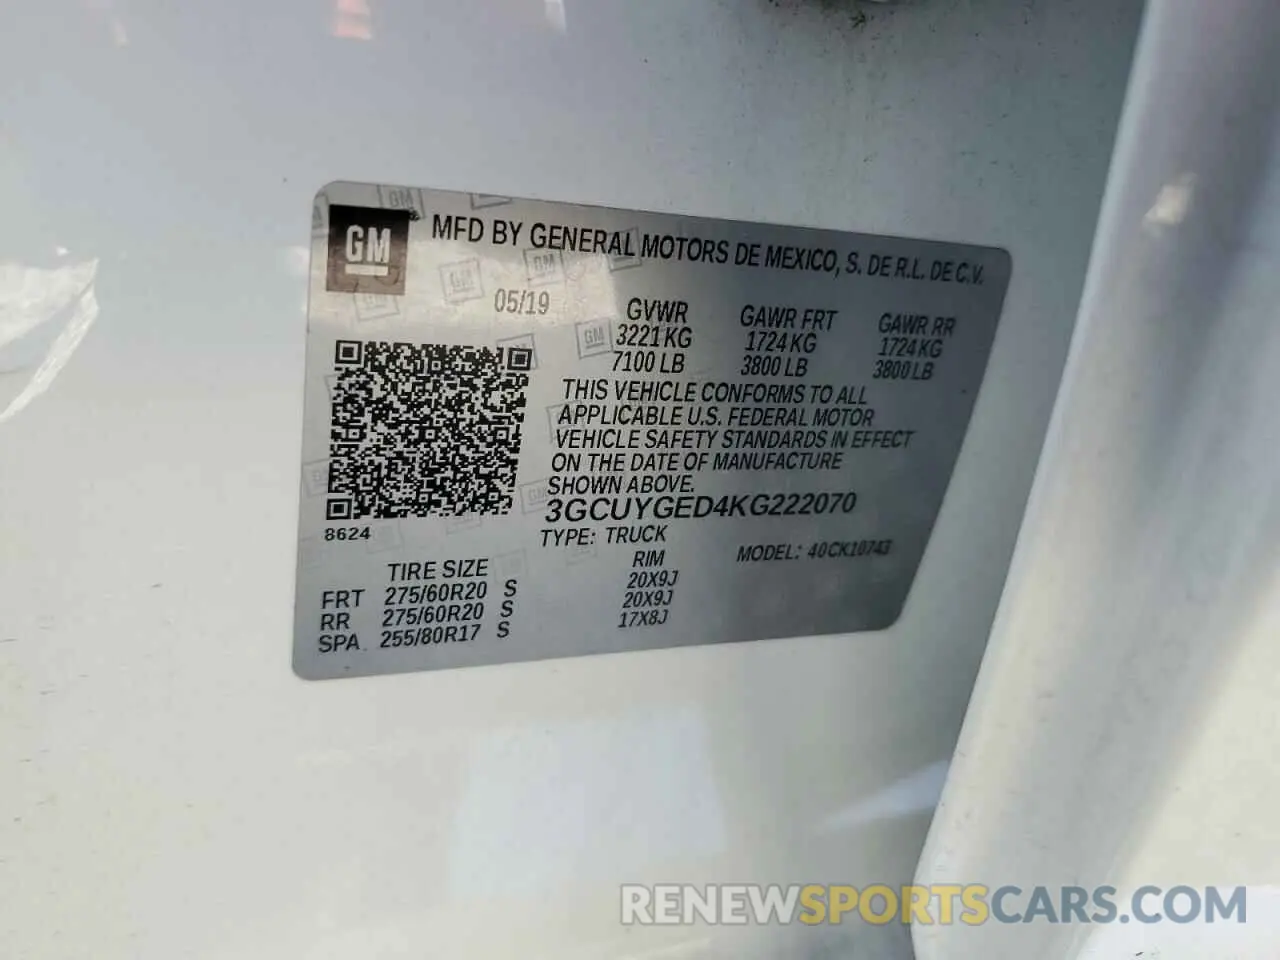 GM
MFD BY GENERAL MOTORS DE MEXICO, S. DE R.L. DE C.V.
05/19
GVWR GAWR FRT GAWR RR
3221 KG 1724 KG 1724 KG
7100 LB 3800 LB 3800 LB
THIS VEHICLE CONFORMS TO ALL
APPLICABLE U.S. FEDERAL MOTOR
VEHICLE SAFETY STANDARDS IN EFFECT
ON THE DATE OF MANUFACTURE
SHOWN ABOVE.
3GCUYGED4KG222070
8624
TYPE: TRUCK MODEL: 40CK10743
TIRE SIZE RIM
FRT 275/60R20 S 20X9J
RR 275/60R20 S 20X9J
SPA 255/80R17 S 17X8J
RENEWSPORTSCARS.COM